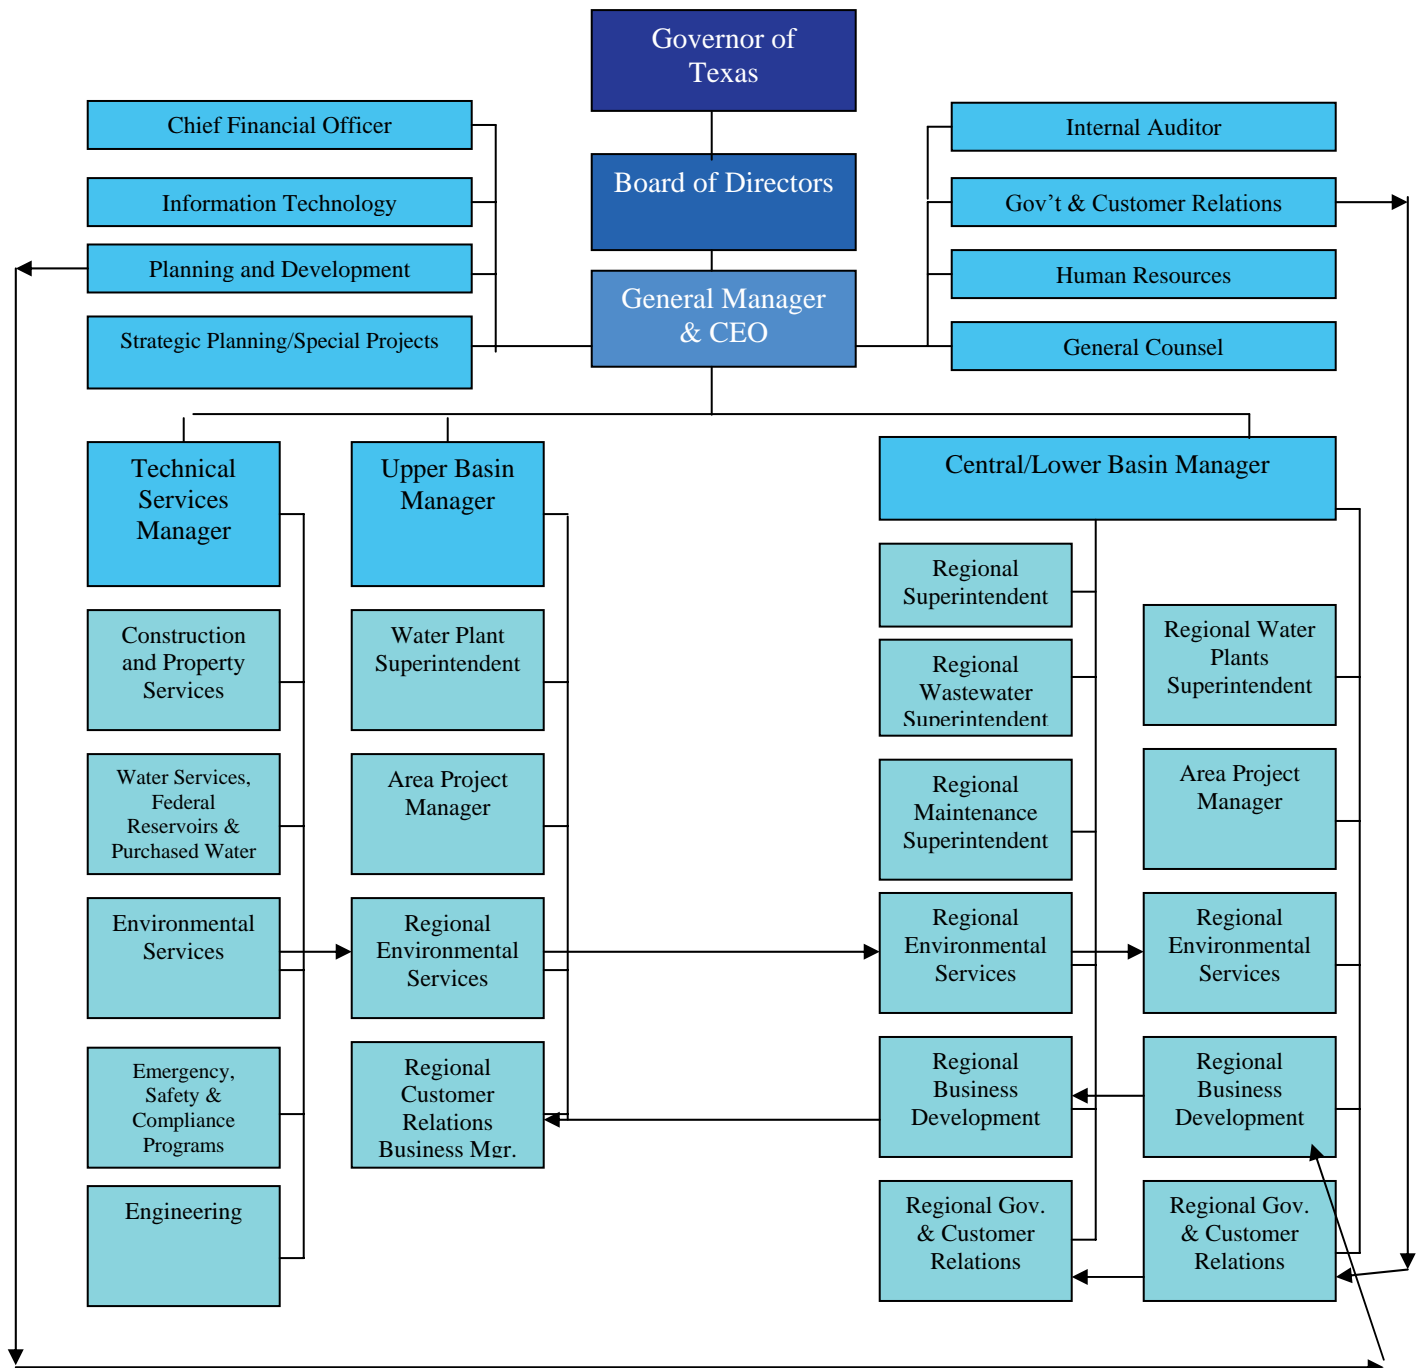 Governor of
Texas
Chief Financial Officer
Internal Auditor
Board of Directors
Information Technology
Gov’t & Customer Relations
Planning and Development
Human Resources
General Manager
& CEO
Strategic Planning/Special Projects
General Counsel
Technical
Services
Manager
Upper Basin
Manager
Central/Lower Basin Manager
Regional
Superintendent
Construction
and Property
Services
Water Plant
Superintendent
Regional
Wastewater
Superintendent
Regional Water
Plants
Superintendent
Water Services,
Federal
Reservoirs &
Purchased Water
Area Project
Manager
Regional
Maintenance
Superintendent
Area Project
Manager
Environmental
Services
Regional
Environmental
Services
Regional
Environmental
Services
Regional
Environmental
Services
Emergency,
Safety &
Compliance
Programs
Regional
Customer
Relations
Business Mgr.
Regional
Business
Development
Regional
Business
Development
Engineering
Regional Gov.
& Customer
Relations
Regional Gov.
& Customer
Relations